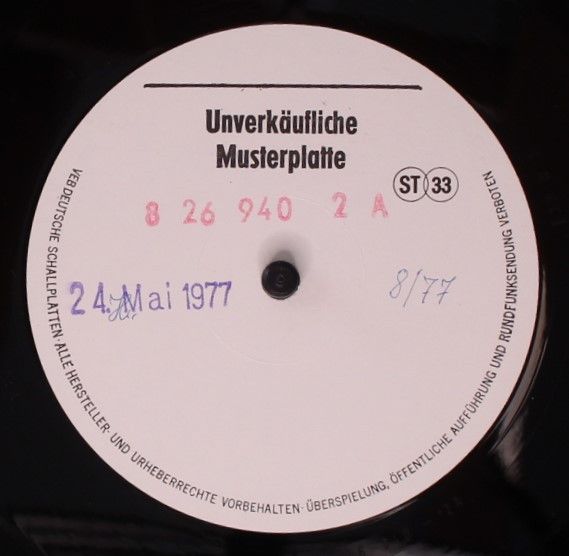 Unverkäufliche
Musterplatte
ST 33
8 26 940 2 A
24. Mai 1977
8/77
VEB DEUTSCHE SCHALLPLATTEN · ALLE HERSTELLER- UND URHEBERRECHTE VORBEHALTEN · ÜBERSPIELUNG, ÖFFENTLICHE AUFFÜHRUNG UND RUNDFUNKSENDUNG VERBOTEN